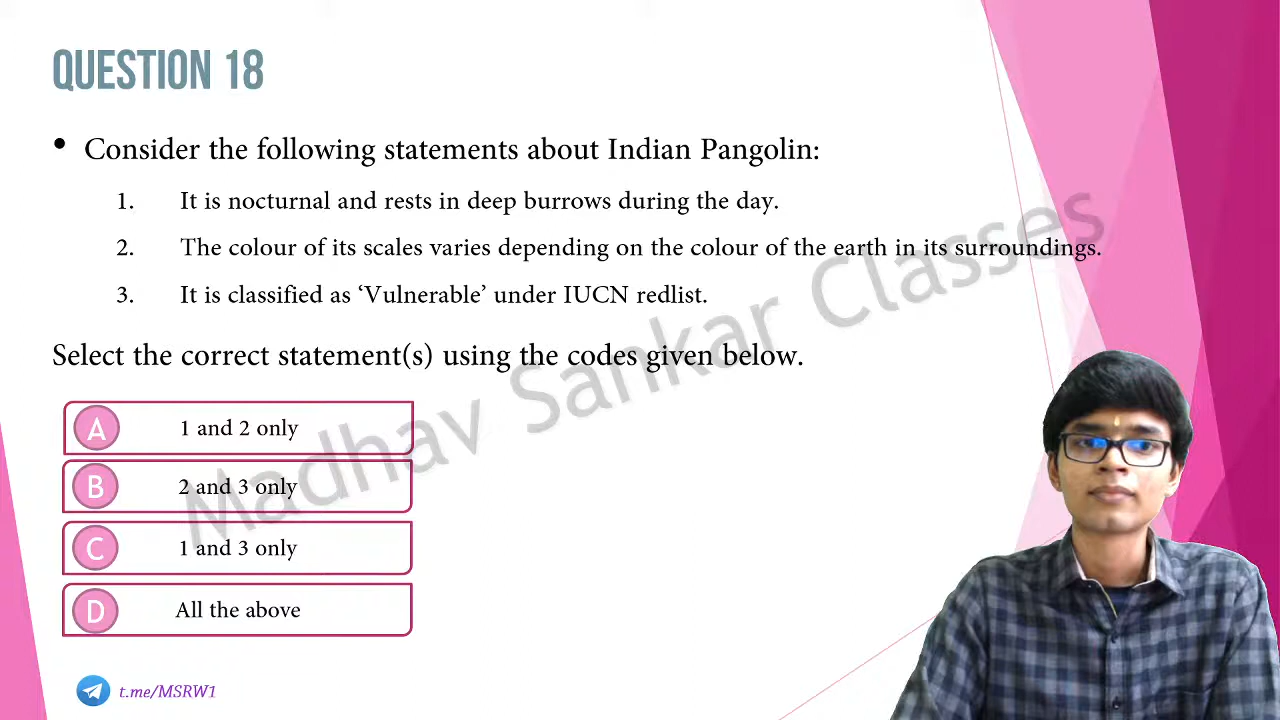 QUESTION 18
• Consider the following statements about Indian Pangolin:
1. It is nocturnal and rests in deep burrows during the day.
2. The colour of its scales varies depending on the colour of the earth in its surroundings.
3. It is classified as ‘Vulnerable’ under IUCN redlist.
Select the correct statement(s) using the codes given below.
A 1 and 2 only
B 2 and 3 only
C 1 and 3 only
D All the above
Madhav Sankar Classes
t.me/MSRW1